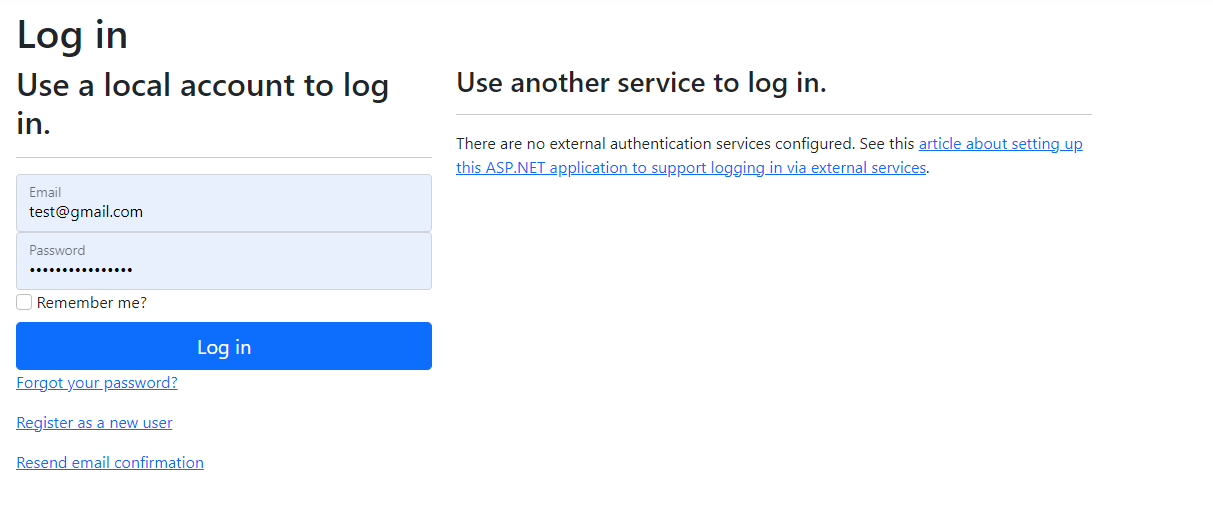 Log in
Use a local account to log
in.
Email
test@gmail.com
Password
••••••••••••••••
Remember me?
Log in
Forgot your password?
Register as a new user
Resend email confirmation
Use another service to log in.
There are no external authentication services configured. See this article about setting up
this ASP.NET application to support logging in via external services.